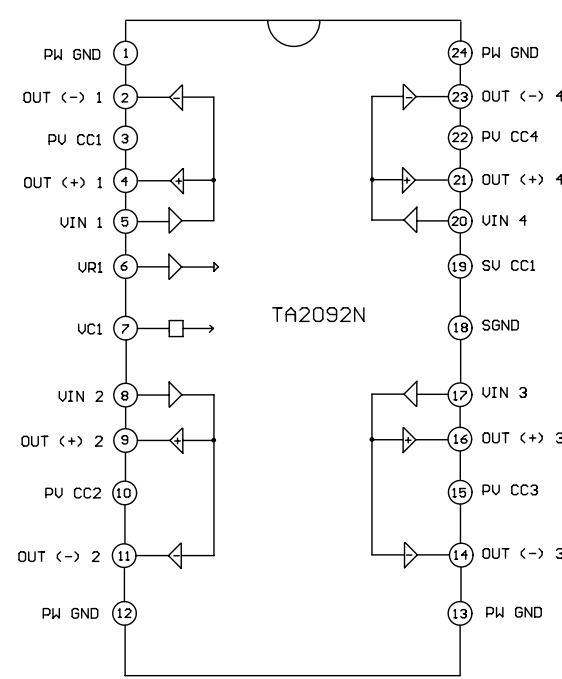 PW GND 1
OUT (-) 1 2
PV CC1 3
OUT (+) 1 4
VIN 1 5
VR1 6
VC1 7
VIN 2 8
OUT (+) 2 9
PV CC2 10
OUT (-) 2 11
PW GND 12
TA2092N
24 PW GND
23 OUT (-) 4
22 PV CC4
21 OUT (+) 4
20 VIN 4
19 SV CC1
18 SGND
17 VIN 3
16 OUT (+) 3
15 PV CC3
14 OUT (-) 3
13 PW GND
-
+
+
-
-
+
+
-